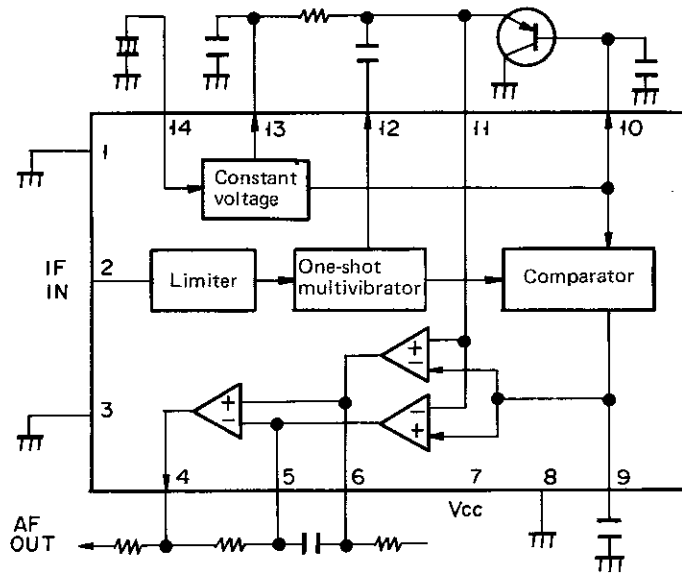 14
13
12
11
10
1
Constant
voltage
IF
IN
2
Limiter
One-shot
multivibrator
Comparator
+
−
3
+
−
−
+
4
5
6
7
8
9
Vcc
AF
OUT